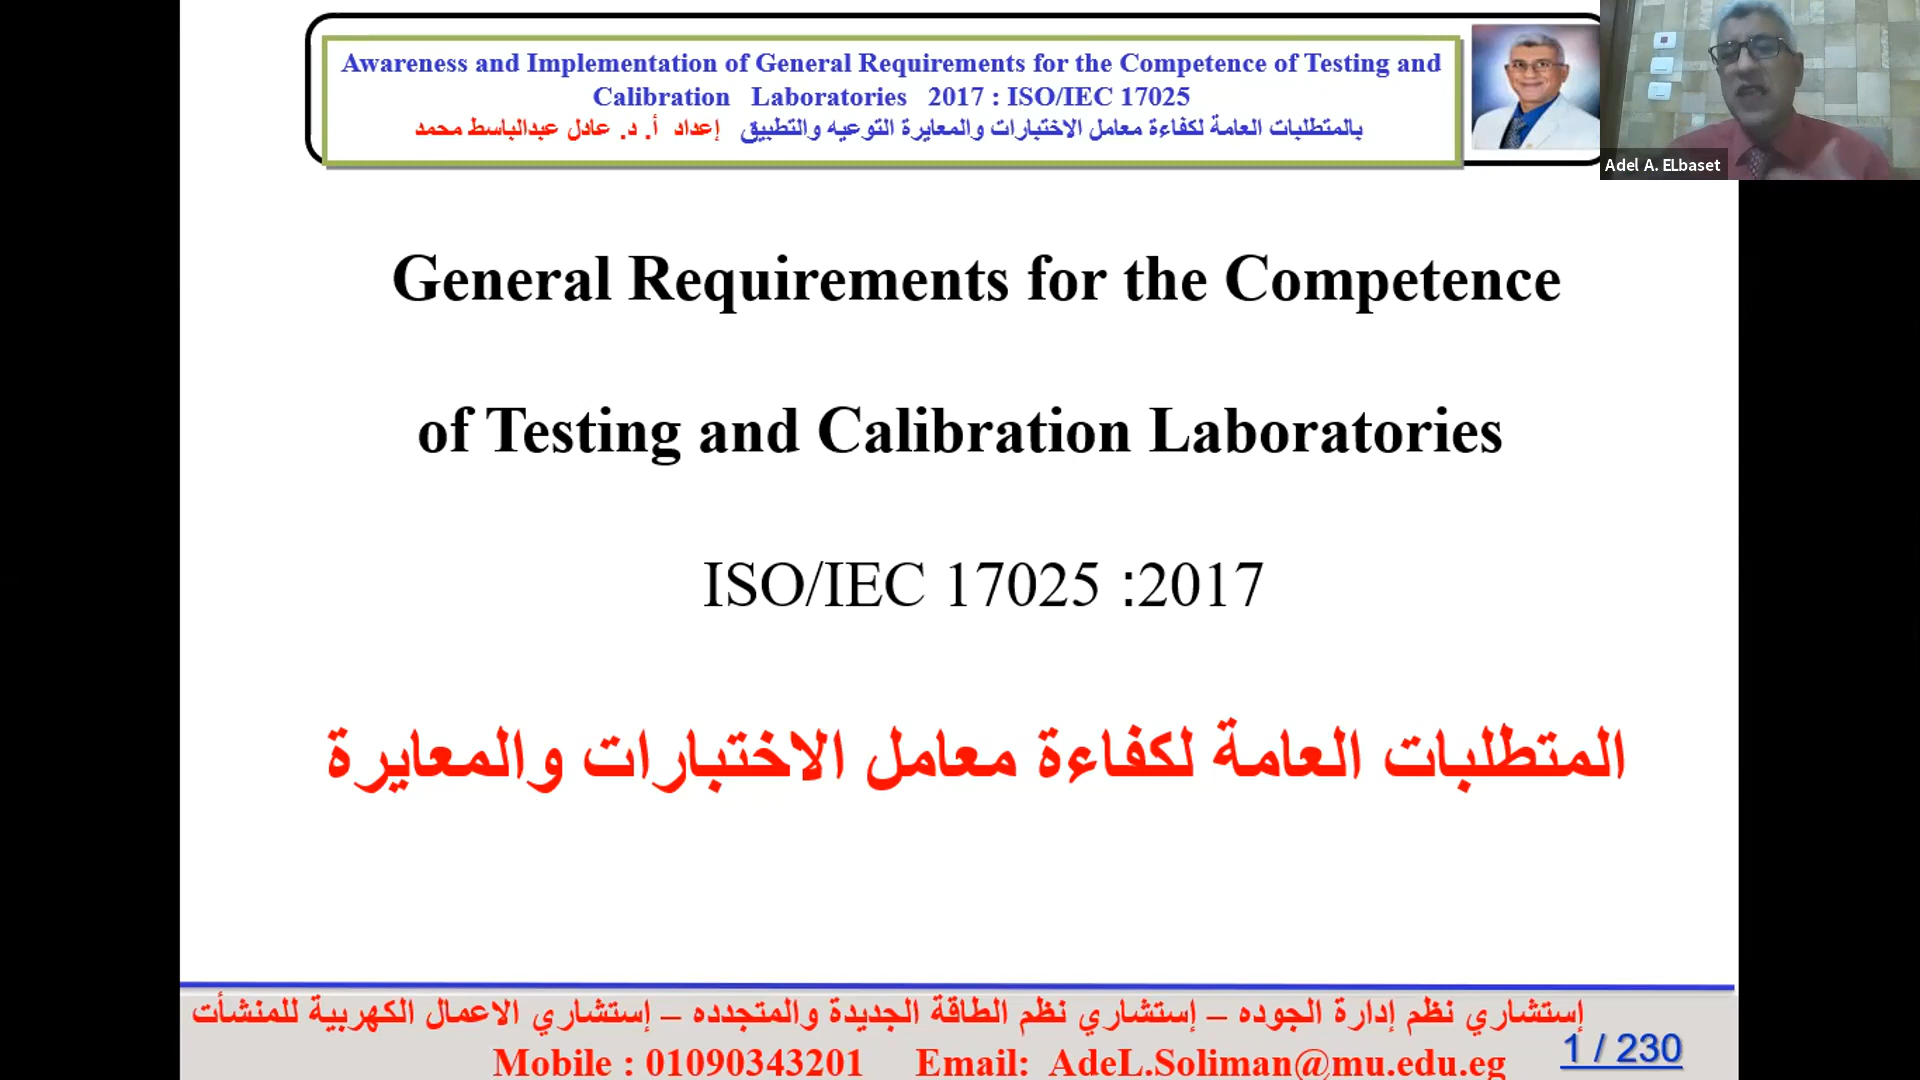 Awareness and Implementation of General Requirements for the Competence of Testing and
Calibration Laboratories 2017 : ISO/IEC 17025
بالمتطلبات العامة لكفاءة معامل الاختبارات والمعايرة التوعيه والتطبيق إعداد أ. د. عادل عبدالباسط محمد
Adel A. ELbaset
General Requirements for the Competence
of Testing and Calibration Laboratories
ISO/IEC 17025 :2017
المتطلبات العامة لكفاءة معامل الاختبارات والمعايرة
إستشاري نظم إدارة الجوده – إستشاري نظم الطاقة الجديدة والمتجدده – إستشاري الاعمال الكهربية للمنشأت
Mobile : 01090343201 Email: AdeL.Soliman@mu.edu.eg
1 / 230